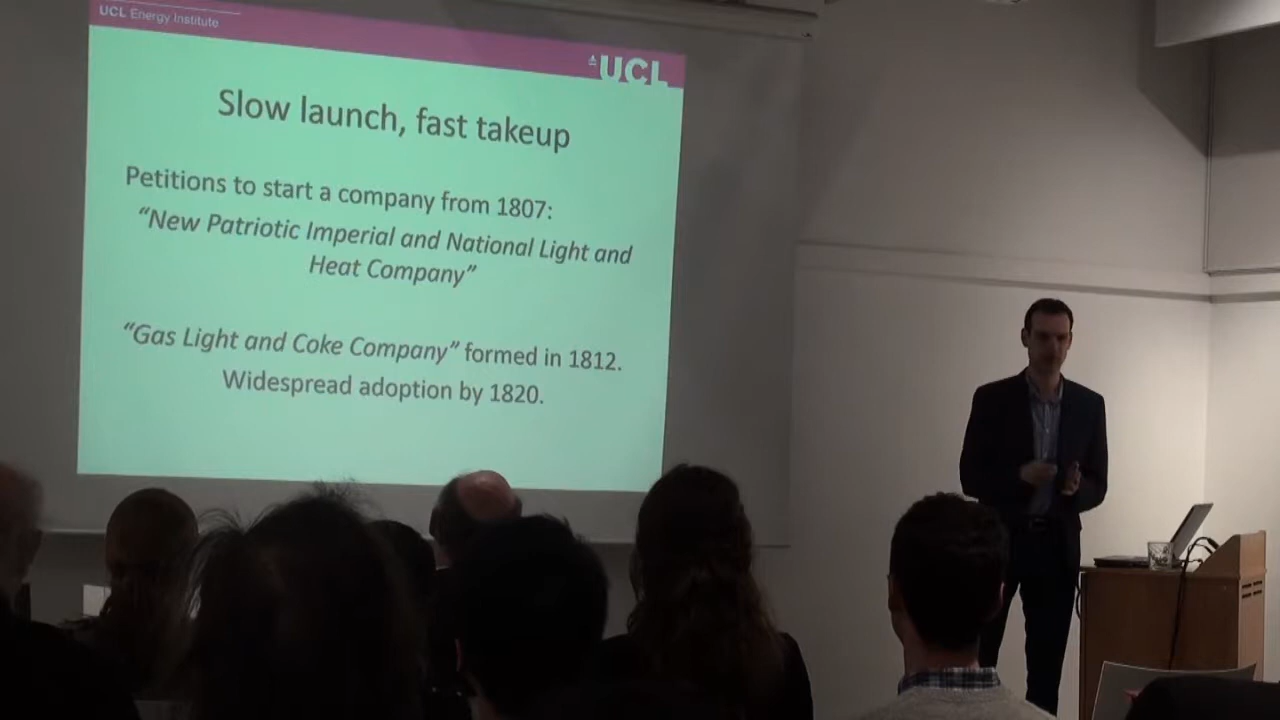 UCL Energy Institute
UCL
Slow launch, fast takeup
Petitions to start a company from 1807:
“New Patriotic Imperial and National Light and
Heat Company”
“Gas Light and Coke Company” formed in 1812.
Widespread adoption by 1820.